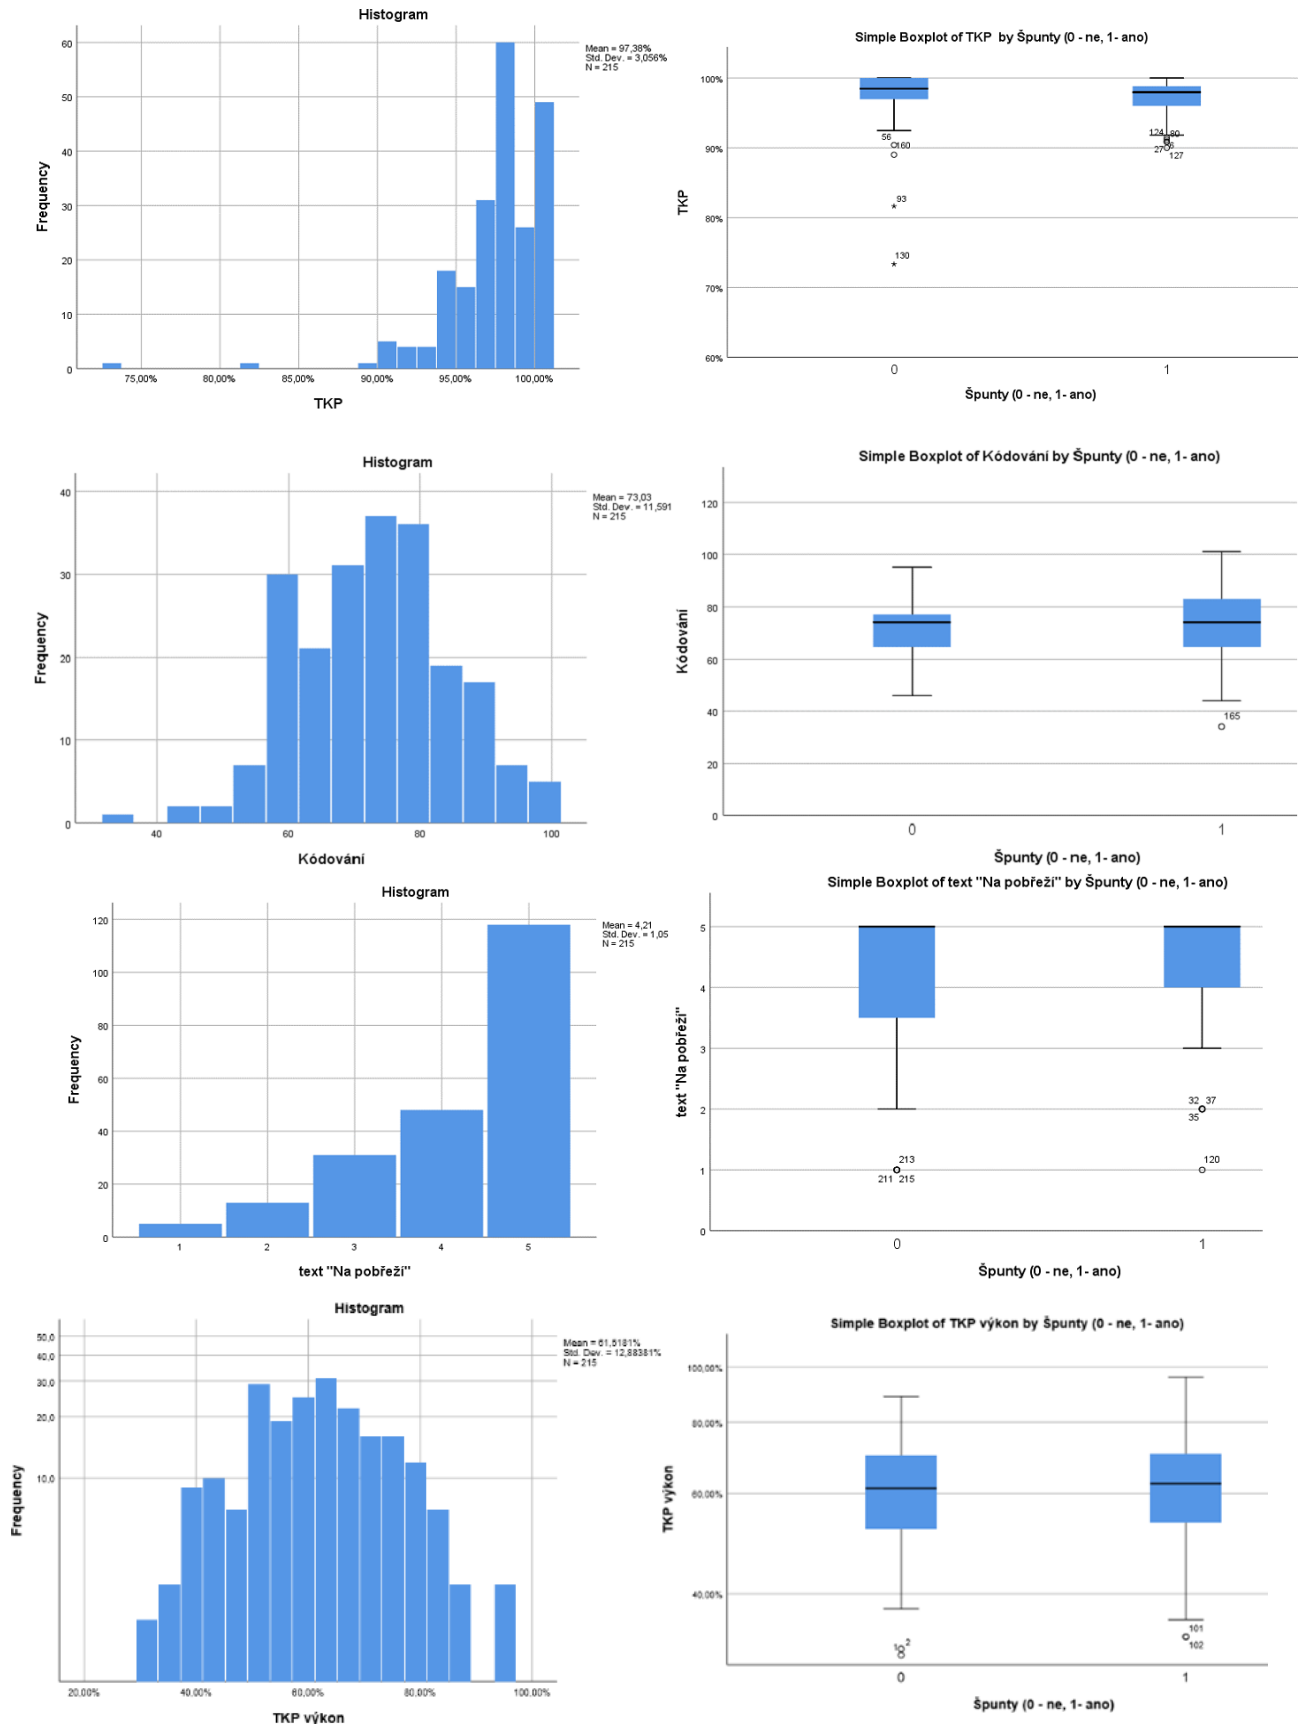 Histogram
Mean = 97,38%
Std. Dev. = 3,056%
N = 215
60
50
40
30
20
10
0
Frequency
75,00% 80,00% 85,00% 90,00% 95,00% 100,00%
TKP
Simple Boxplot of TKP by Špunty (0 - ne, 1- ano)
100%
90%
80%
70%
60%
TKP
56
160
93
130
124 80
27 6
127
0 1
Špunty (0 - ne, 1- ano)
Histogram
Mean = 73,03
Std. Dev. = 11,591
N = 215
40
30
20
10
0
Frequency
40 60 80 100
Kódování
Simple Boxplot of Kódování by Špunty (0 - ne, 1- ano)
120
100
80
60
40
20
0
Kódování
165
0 1
Špunty (0 - ne, 1- ano)
Histogram
Mean = 4,21
Std. Dev. = 1,05
N = 215
120
100
80
60
40
20
0
Frequency
1 2 3 4 5
text "Na pobřeží"
Simple Boxplot of text "Na pobřeží" by Špunty (0 - ne, 1- ano)
5
4
3
2
1
0
text "Na pobřeží"
213
211 215
32 37
35
120
0 1
Špunty (0 - ne, 1- ano)
Histogram
Mean = 61,5181%
Std. Dev. = 12,88381%
N = 215
50,0
40,0
30,0
20,0
10,0
Frequency
20,00% 40,00% 60,00% 80,00% 100,00%
TKP výkon
Simple Boxplot of TKP výkon by Špunty (0 - ne, 1- ano)
100,00%
80,00%
60,00%
40,00%
TKP výkon
1 2
101
102
0 1
Špunty (0 - ne, 1- ano)